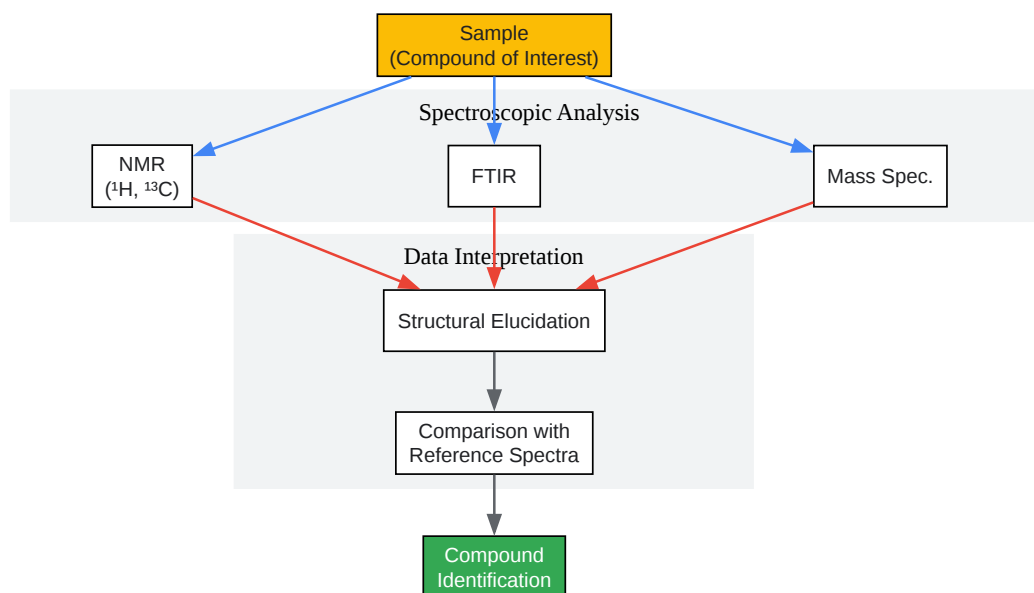 Sample
(Compound of Interest)
Spectroscopic Analysis
NMR
(¹H, ¹³C)
FTIR
Mass Spec.
Data Interpretation
Structural Elucidation
Comparison with
Reference Spectra
Compound
Identification